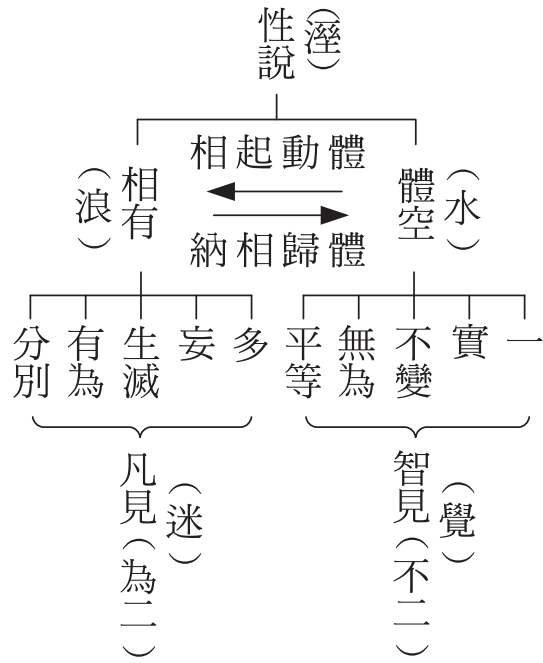 性說
（溼）
體動起相
納相歸體
體空
（水）
相有
（浪）
一
實
不變
無為
平等
多
妄
生滅
有為
分別
智見（不二）
（覺）
凡見（為二）
（迷）